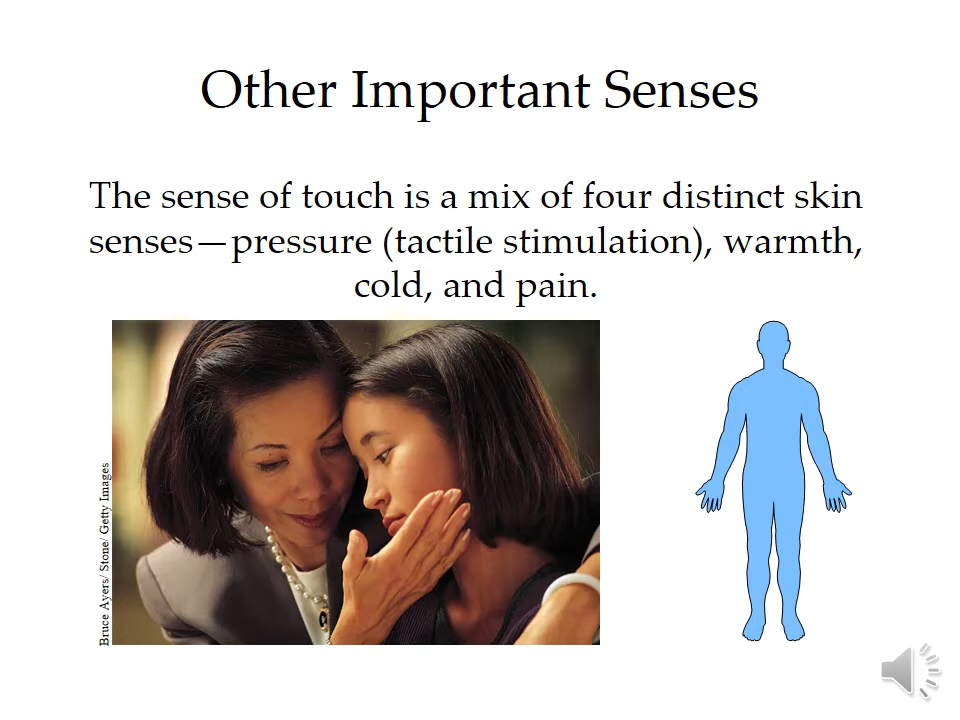 Other Important Senses
The sense of touch is a mix of four distinct skin
senses—pressure (tactile stimulation), warmth,
cold, and pain.
Bruce Ayers/ Stone/ Getty Images